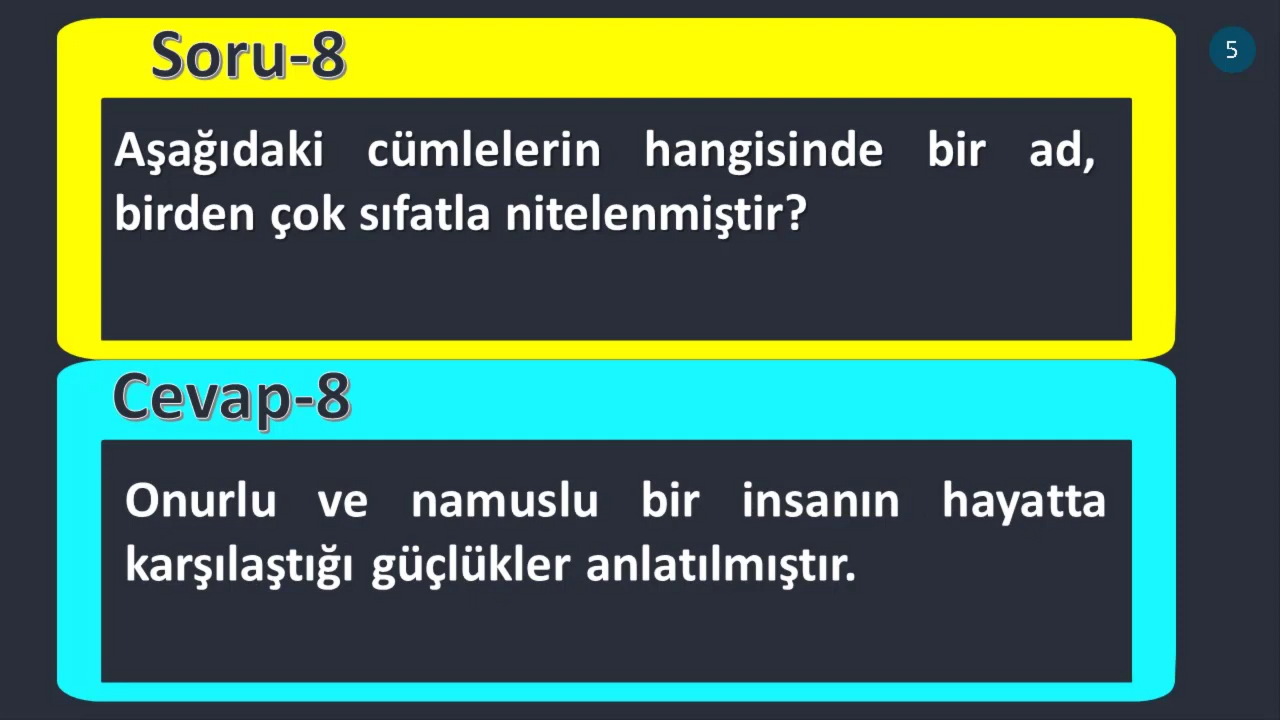 Soru-8
5
Aşağıdaki cümlelerin hangisinde bir ad,
birden çok sıfatla nitelenmiştir?
Cevap-8
Onurlu ve namuslu bir insanın hayatta
karşılaştığı güçlükler anlatılmıştır.